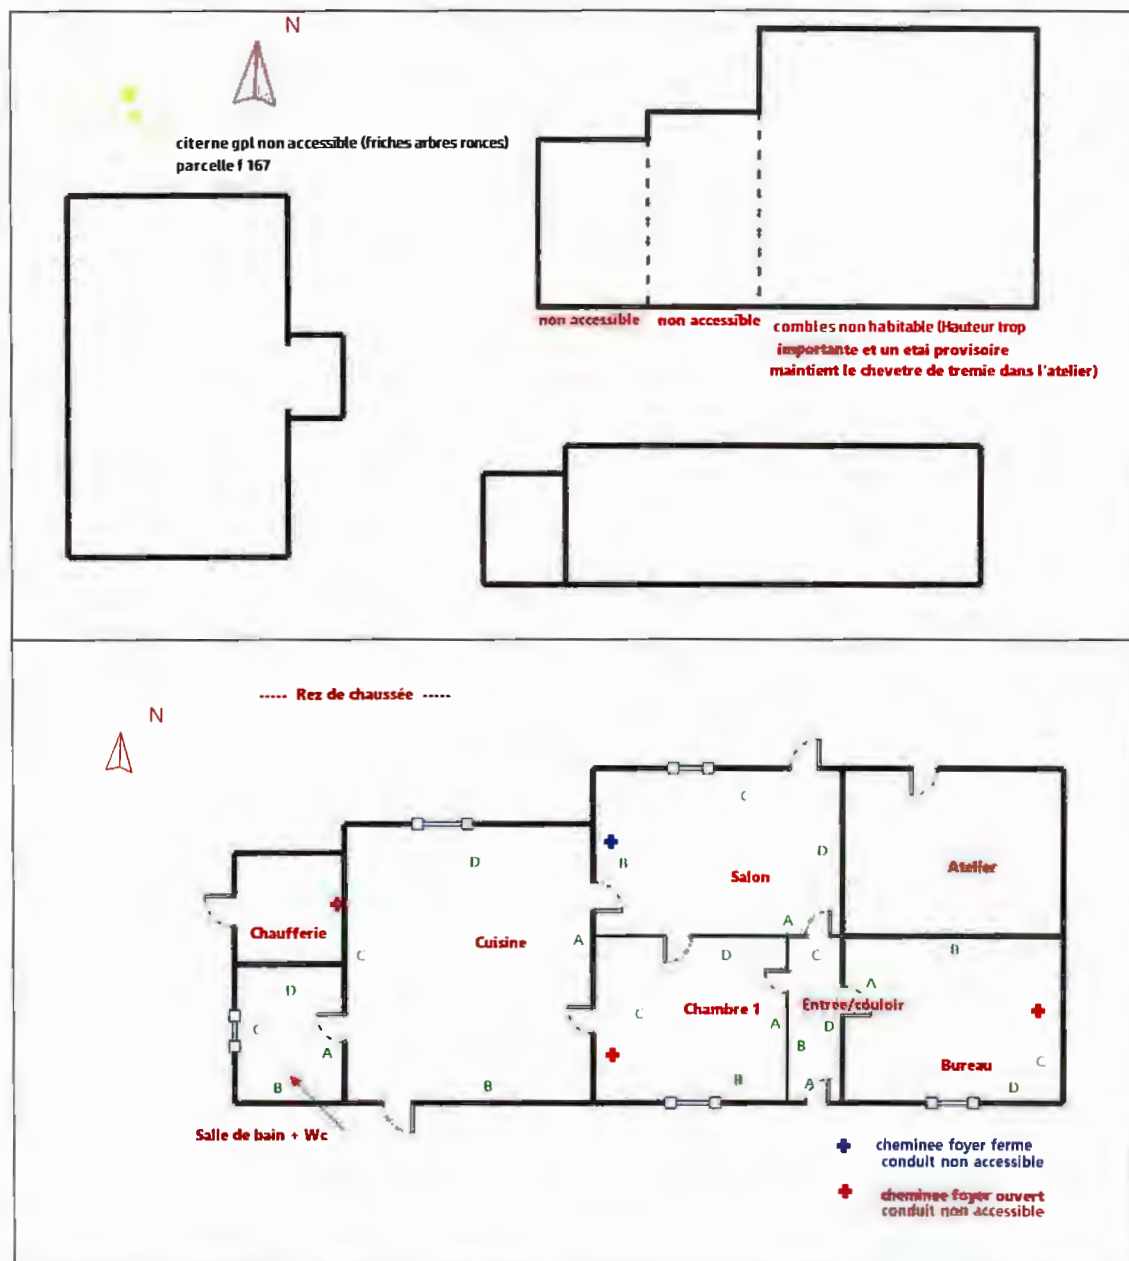 N
citerne gpl non accessible (friches arbres ronces)
parcelle f 167
non accessible
non accessible
combles non habitable (Hauteur trop
importante et un etai provisoire
maintient le chevetre de tremie dans l'atelier)
----- Rez de chaussée -----
N
C
D
B
D
Salon
Atelier
Chaufferie
Cuisine
A
A
C
D
C
B
D
A
C
Chambre 1
Entrée/couloir
C
A
A
D
B
Bureau
C
B
B
B
A
D
Salle de bain + Wc
cheminee foyer ferme
conduit non accessible
cheminee foyer ouvert
conduit non accessible